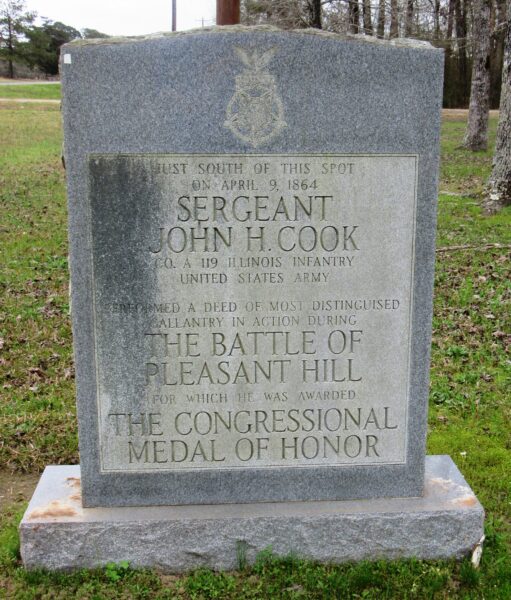 JUST SOUTH OF THIS SPOT
ON APRIL 9, 1864
SERGEANT
JOHN H. COOK
CO. A 119 ILLINOIS INFANTRY
UNITED STATES ARMY
A DEED OF MOST DISTINGUISED
GALLANTRY IN ACTION DURING
THE BATTLE OF
PLEASANT HILL
FOR WHICH HE WAS AWARDED
THE CONGRESSIONAL
MEDAL OF HONOR